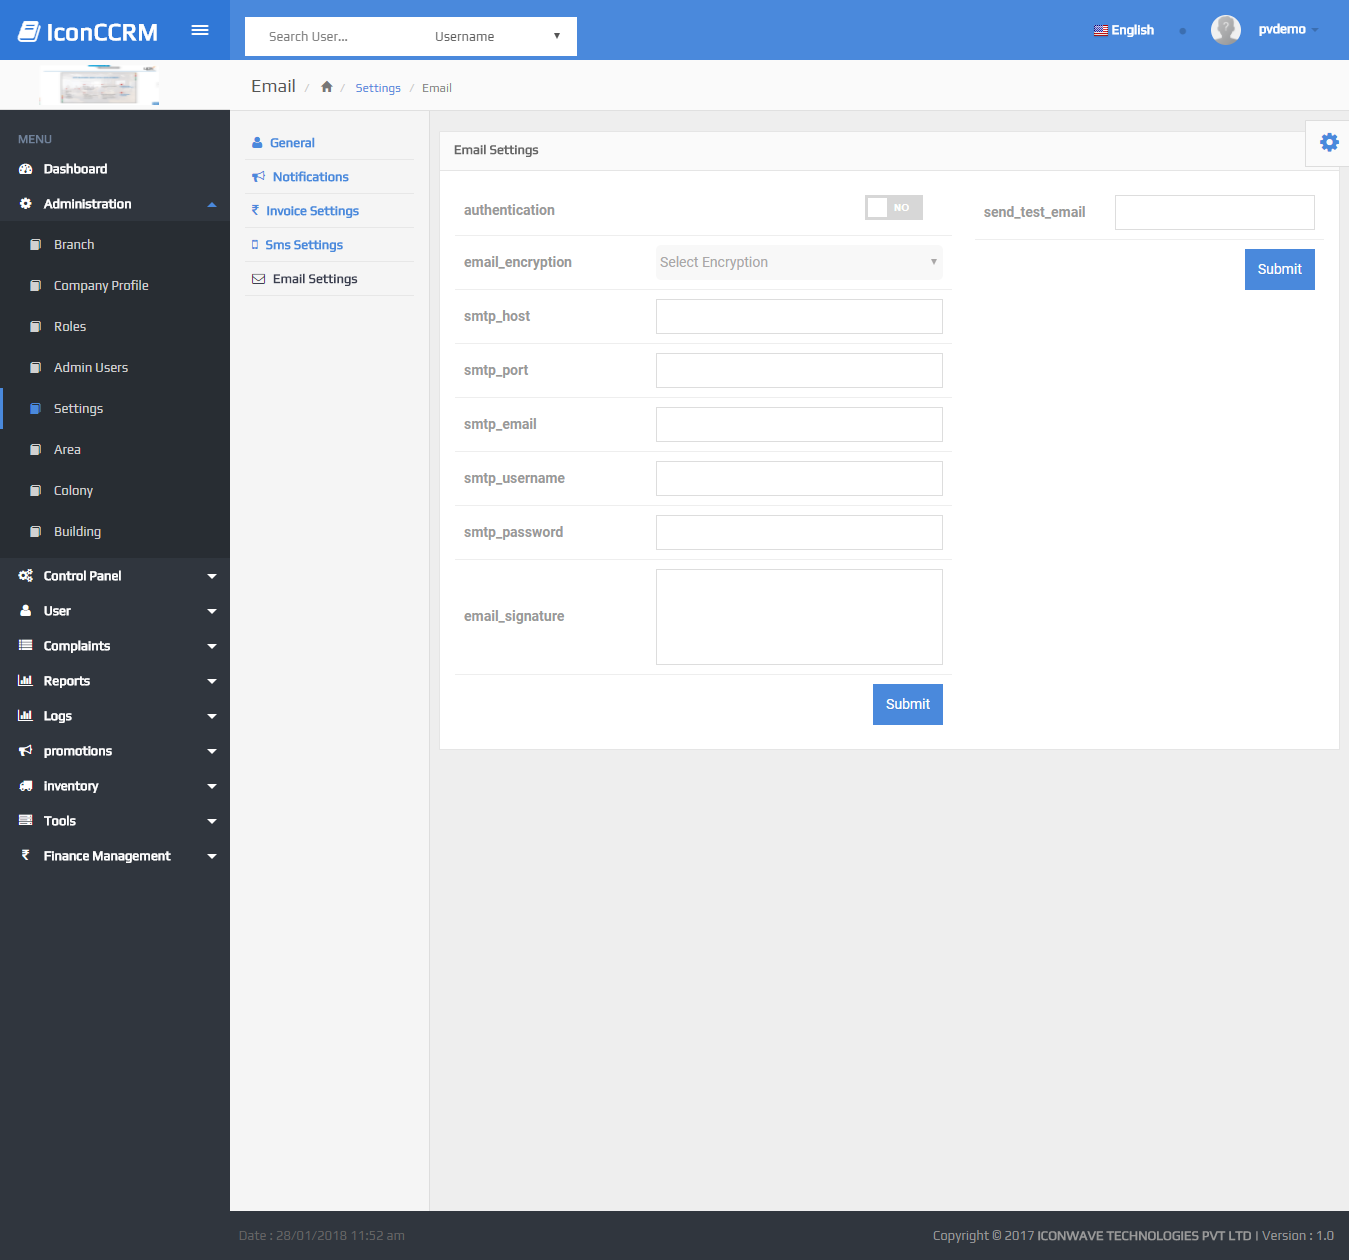 IconCCRM
Search User...
Username
English
pvdemo
Email / / Settings / Email
MENU
Dashboard
Administration
Branch
Company Profile
Roles
Admin Users
Settings
Area
Colony
Building
Control Panel
User
Complaints
Reports
Logs
promotions
Inventory
Tools
Finance Management
General
Notifications
Invoice Settings
Sms Settings
Email Settings
Email Settings
authentication
NO
email_encryption
Select Encryption
smtp_host
smtp_port
smtp_email
smtp_username
smtp_password
email_signature
Submit
send_test_email
Submit
Date : 28/01/2018 11:52 am
Copyright © 2017 ICONWAVE TECHNOLOGIES PVT LTD | Version : 1.0